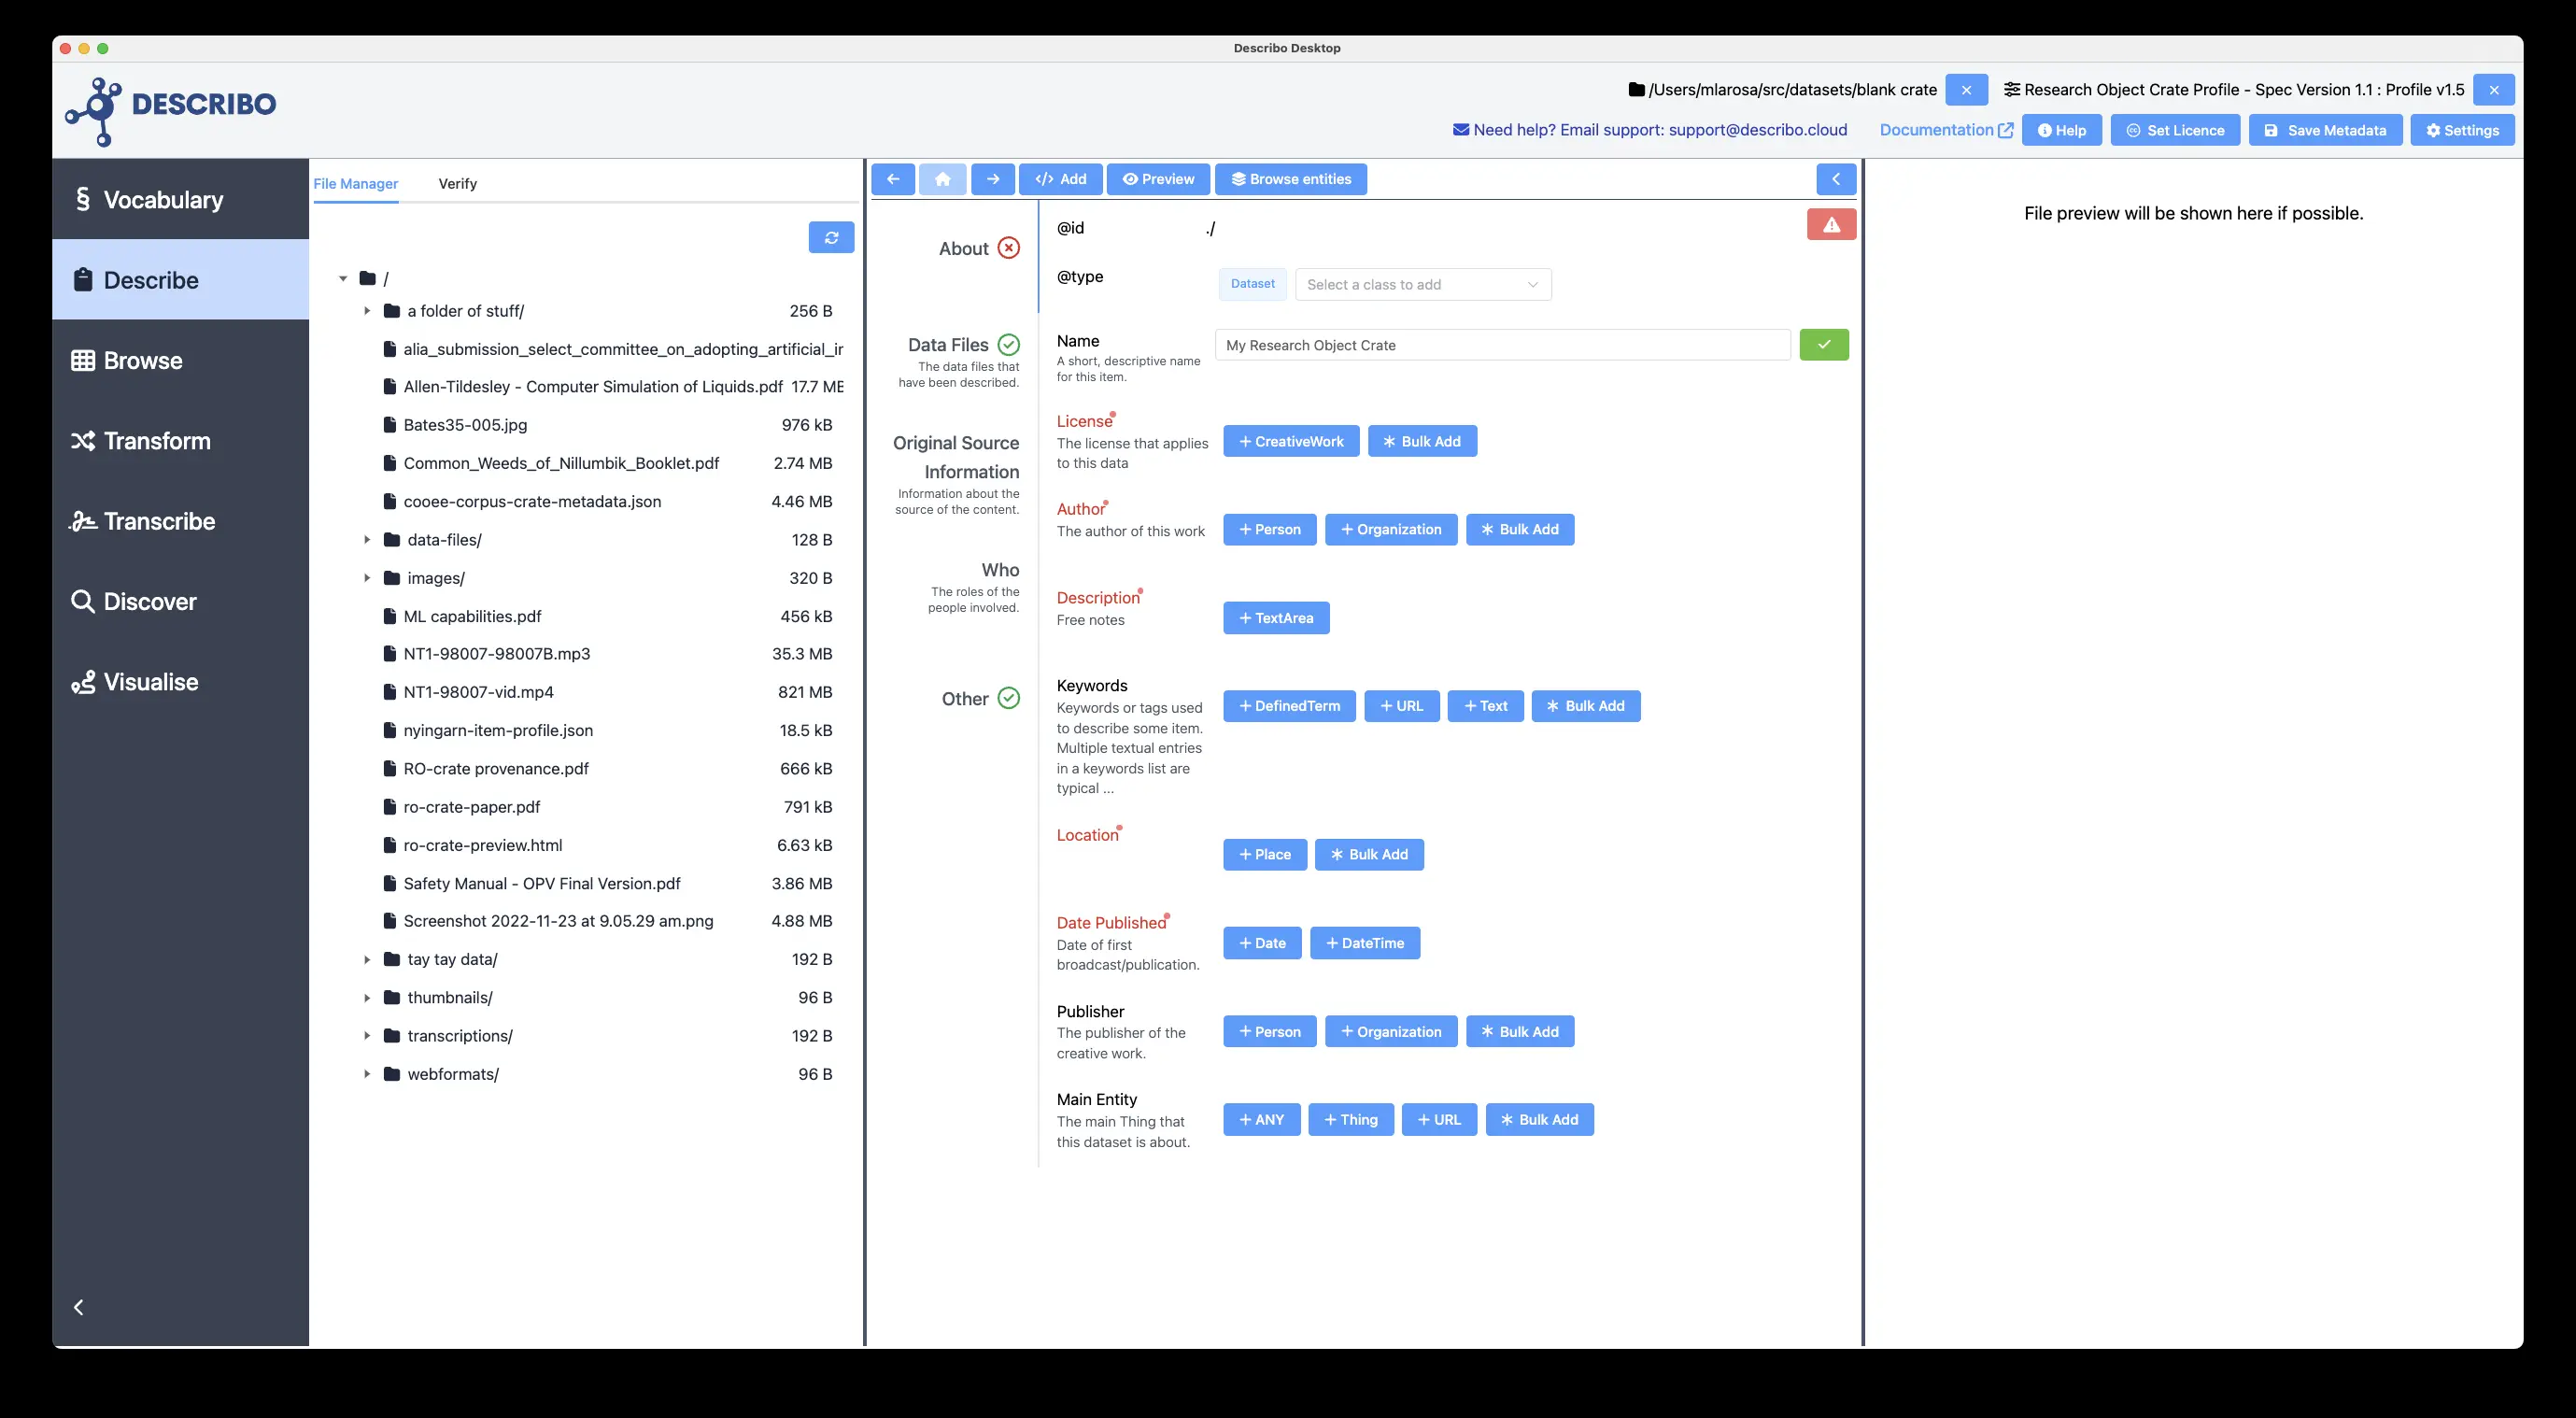 Describo Desktop
DESCRIBO
/Users/mlarosa/src/datasets/blank crate
Research Object Crate Profile - Spec Version 1.1 : Profile v1.5
Need help? Email support: support@describo.cloud
Documentation
Help
Set Licence
Save Metadata
Settings
Vocabulary
Describe
Browse
Transform
Transcribe
Discover
Visualise
File Manager
Verify
/
a folder of stuff/ 256 B
alia_submission_select_committee_on_adopting_artificial_ir
Allen-Tildesley - Computer Simulation of Liquids.pdf 17.7 ME
Bates35-005.jpg 976 kB
Common_Weeds_of_Nillumbik_Booklet.pdf 2.74 MB
cooee-corpus-crate-metadata.json 4.46 MB
data-files/ 128 B
images/ 320 B
ML capabilities.pdf 456 kB
NT1-98007-98007B.mp3 35.3 MB
NT1-98007-vid.mp4 821 MB
nyingarn-item-profile.json 18.5 kB
RO-crate provenance.pdf 666 kB
ro-crate-paper.pdf 791 kB
ro-crate-preview.html 6.63 kB
Safety Manual - OPV Final Version.pdf 3.86 MB
Screenshot 2022-11-23 at 9.05.29 am.png 4.88 MB
tay tay data/ 192 B
thumbnails/ 96 B
transcriptions/ 192 B
webformats/ 96 B
</> Add
Preview
Browse entities
About
Data Files
The data files that
have been described.
Original Source
Information
Information about the
source of the content.
Who
The roles of the
people involved.
Other
@id ./
@type Dataset Select a class to add
Name
A short, descriptive name
for this item.
My Research Object Crate
License
The license that applies
to this data
+ CreativeWork
Bulk Add
Author
The author of this work
+ Person
+ Organization
Bulk Add
Description
Free notes
+ TextArea
Keywords
Keywords or tags used
to describe some item.
Multiple textual entries
in a keywords list are
typical ...
+ DefinedTerm
+ URL
+ Text
Bulk Add
Location
+ Place
Bulk Add
Date Published
Date of first
broadcast/publication.
+ Date
+ DateTime
Publisher
The publisher of the
creative work.
+ Person
+ Organization
Bulk Add
Main Entity
The main Thing that
this dataset is about.
+ ANY
+ Thing
+ URL
Bulk Add
File preview will be shown here if possible.